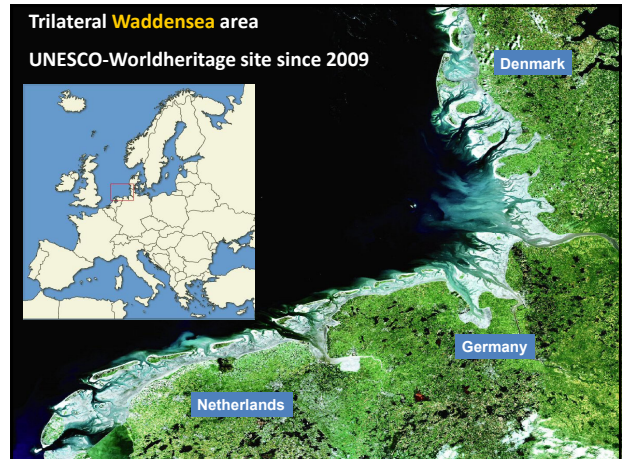 Trilateral Waddensea area
UNESCO-Worldheritage site since 2009
Denmark
Germany
Netherlands